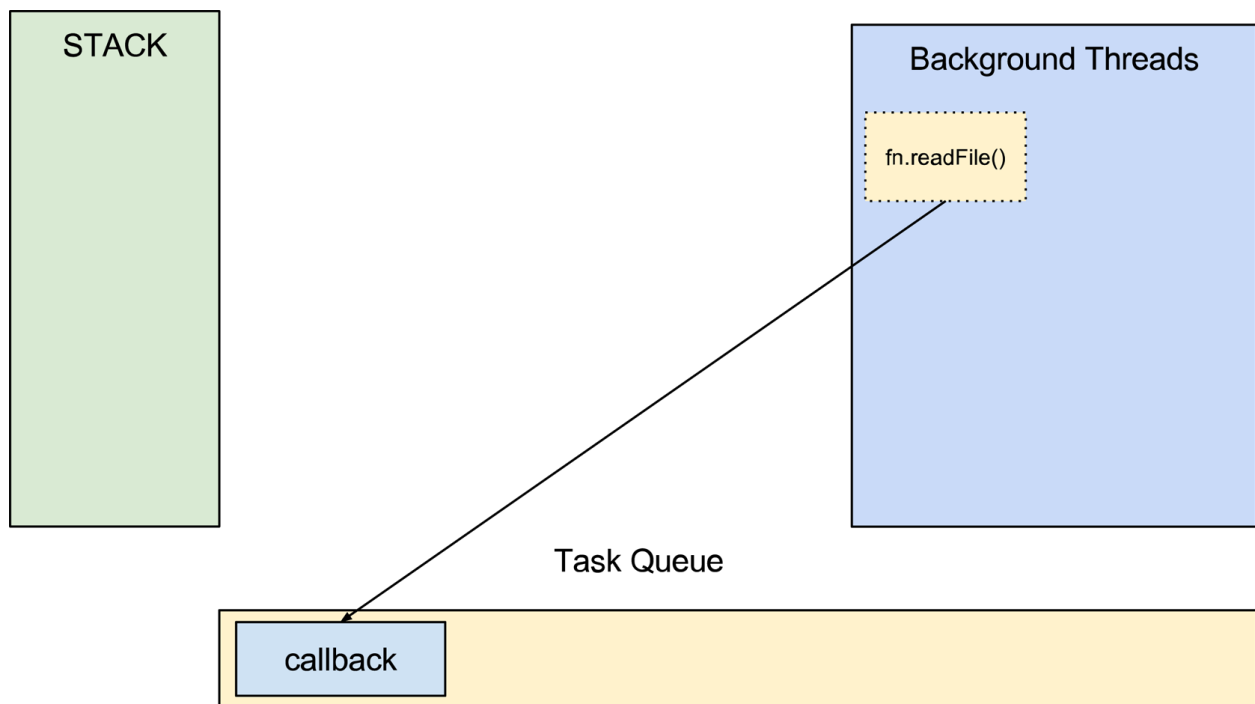 STACK
Background Threads
fn.readFile()
Task Queue
callback